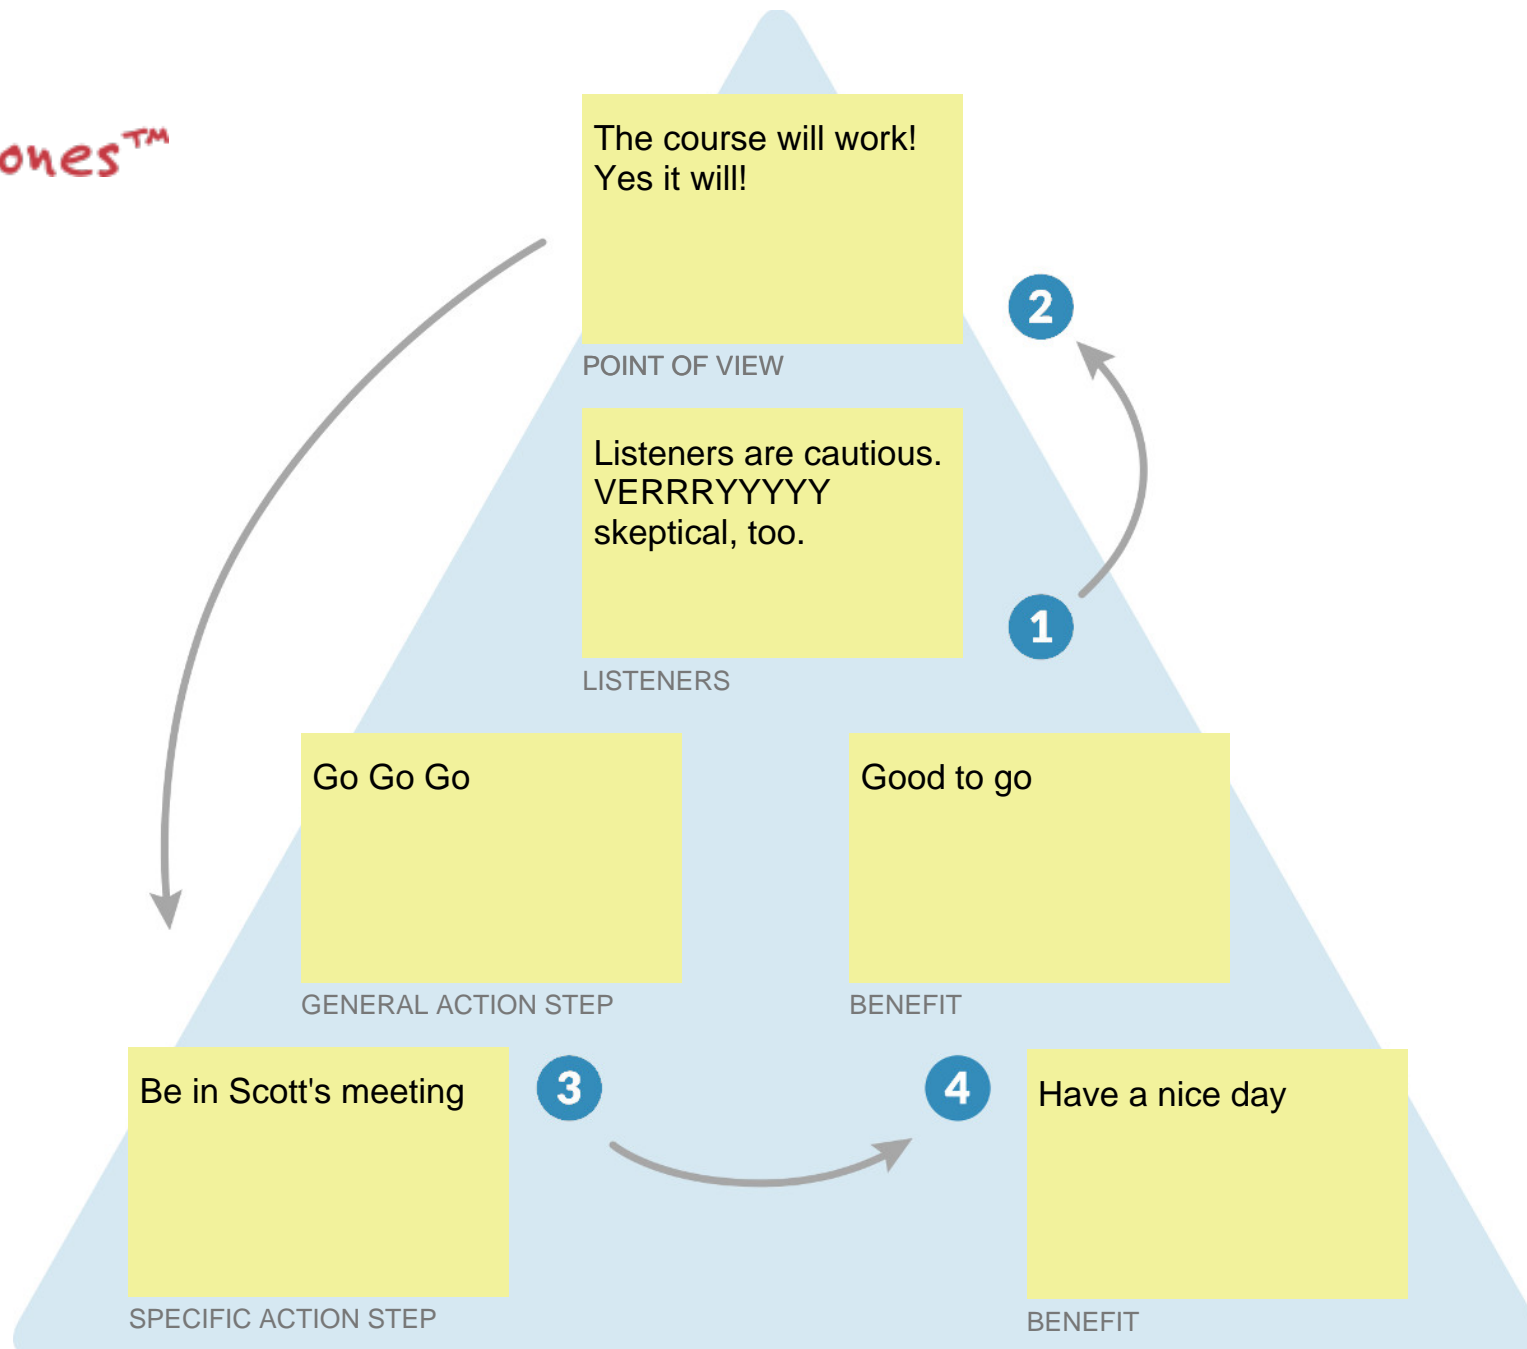 ones™
The course will work!
Yes it will!
2
POINT OF VIEW
Listeners are cautious.
VERRRYYYYY
skeptical, too.
1
LISTENERS
Go Go Go
Good to go
GENERAL ACTION STEP
BENEFIT
Be in Scott's meeting
3
4
Have a nice day
SPECIFIC ACTION STEP
BENEFIT